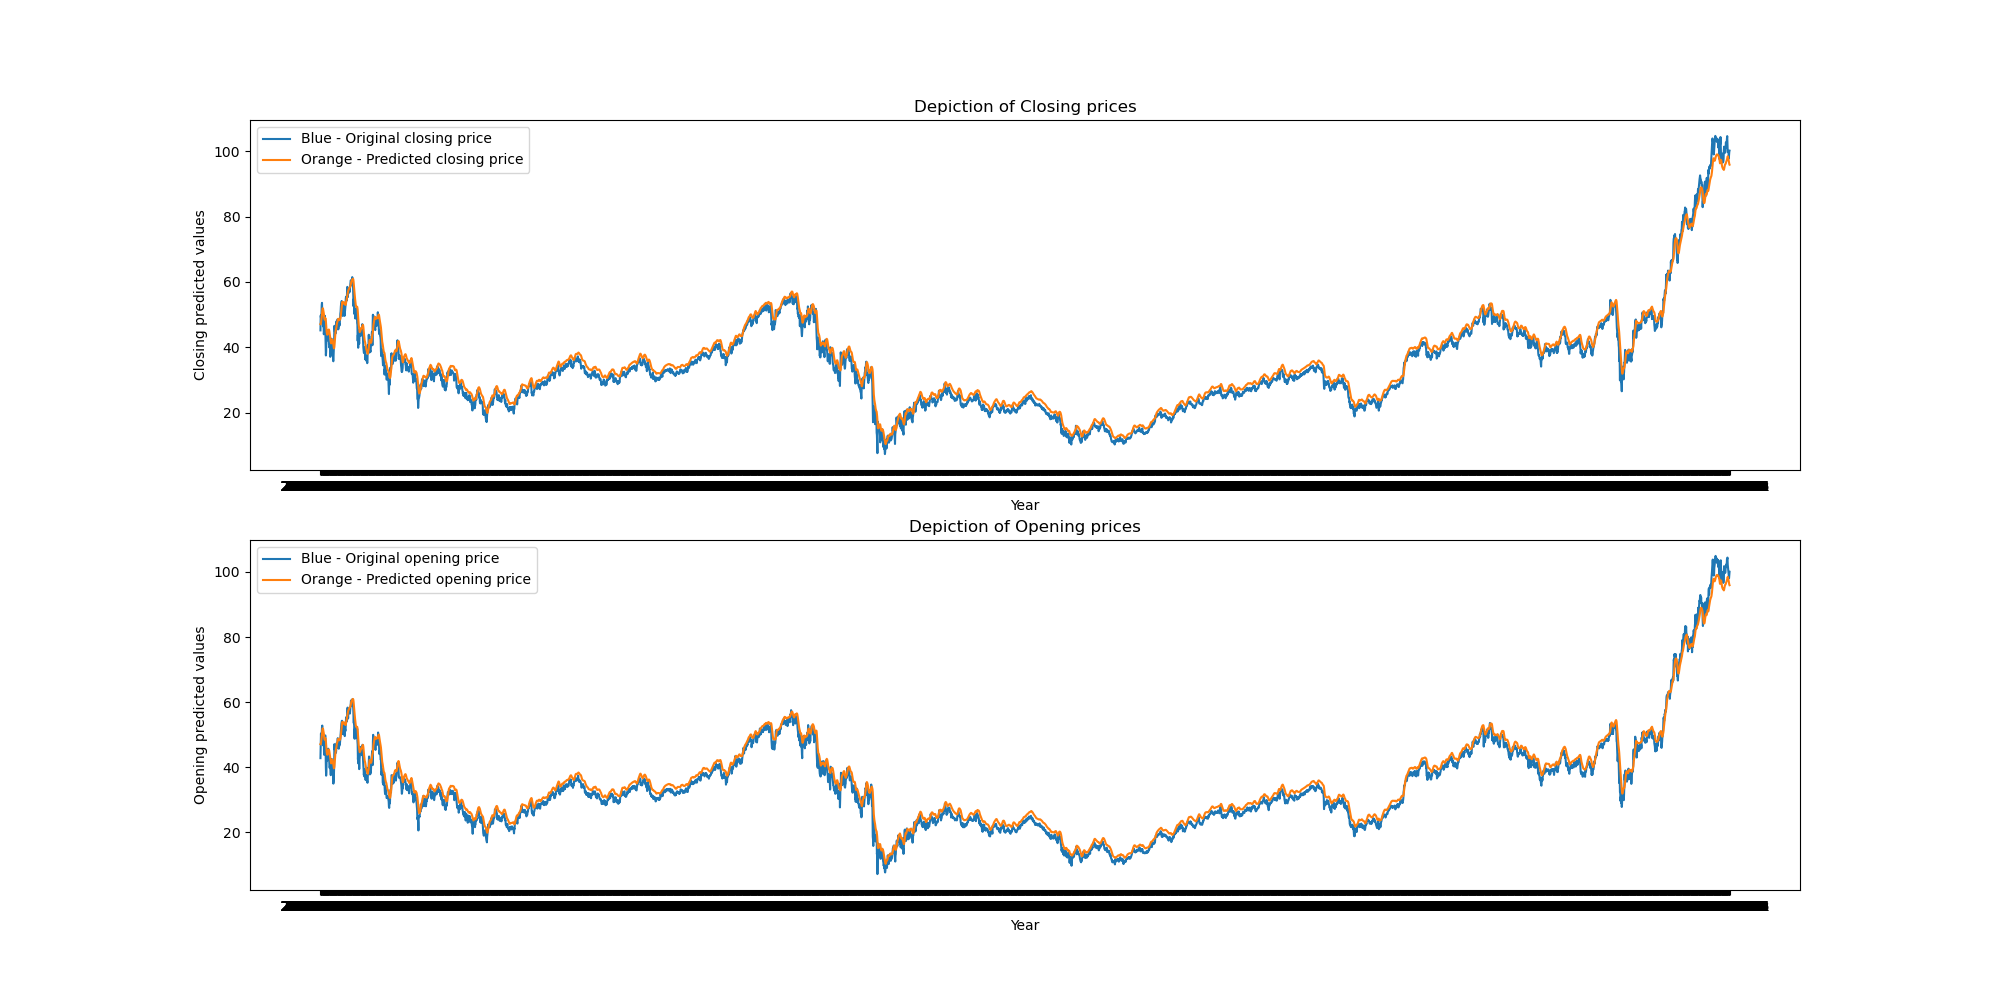 Depiction of Closing prices
Blue - Original closing price
Orange - Predicted closing price
100
80
60
40
20
Closing predicted values
Year
Depiction of Opening prices
Blue - Original opening price
Orange - Predicted opening price
100
80
60
40
20
Opening predicted values
Year